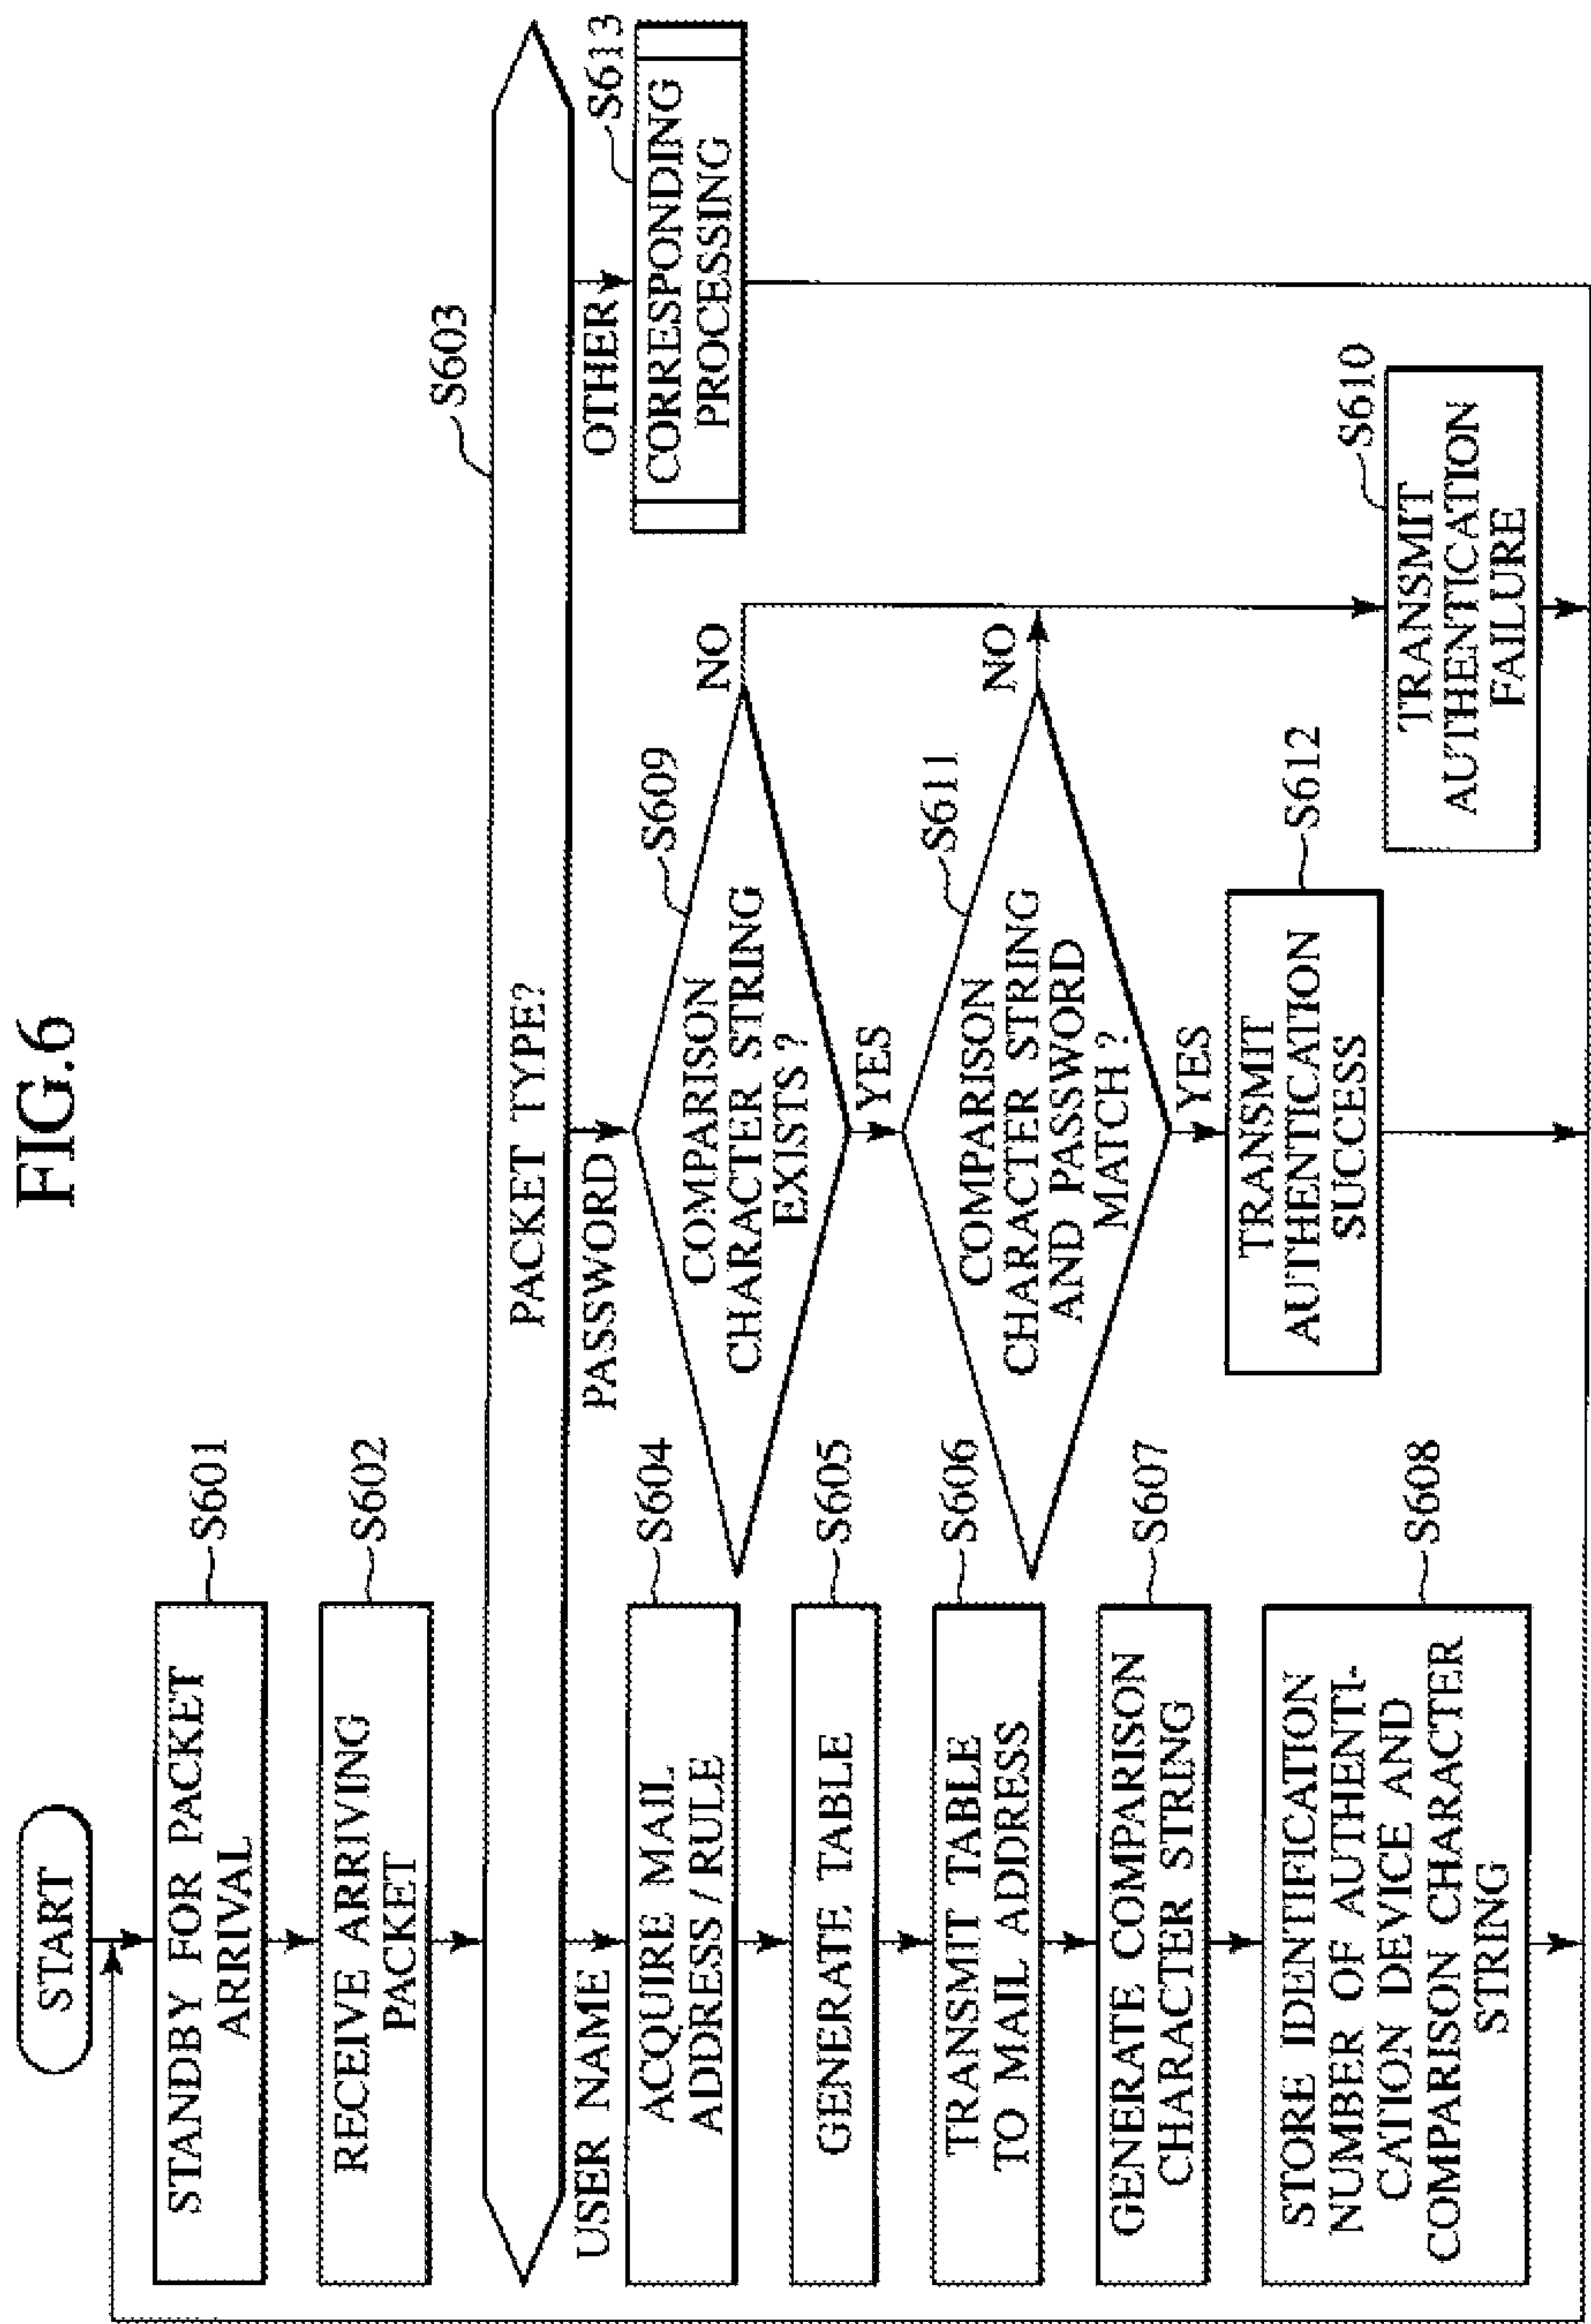 FIG.6
START
STANDBY FOR PACKET
ARRIVAL
S601
RECEIVE ARRIVING
PACKET
S602
PACKET TYPE?
S603
USER NAME
PASSWORD
OTHER
ACQUIRE MAIL
ADDRESS / RULE
S604
GENERATE TABLE
S605
TRANSMIT TABLE
TO MAIL ADDRESS
S606
GENERATE COMPARISON
CHARACTER STRING
S607
STORE IDENTIFICATION
NUMBER OF AUTHENTI-
CATION DEVICE AND
COMPARISON CHARACTER
STRING
S608
COMPARISON
CHARACTER STRING
EXISTS ?
S609
NO
YES
COMPARISON
CHARACTER STRING
AND PASSWORD
MATCH ?
S611
NO
YES
TRANSMIT
AUTHENTICATION
SUCCESS
S612
TRANSMIT
AUTHENTICATION
FAILURE
S610
CORRESPONDING
PROCESSING
S613